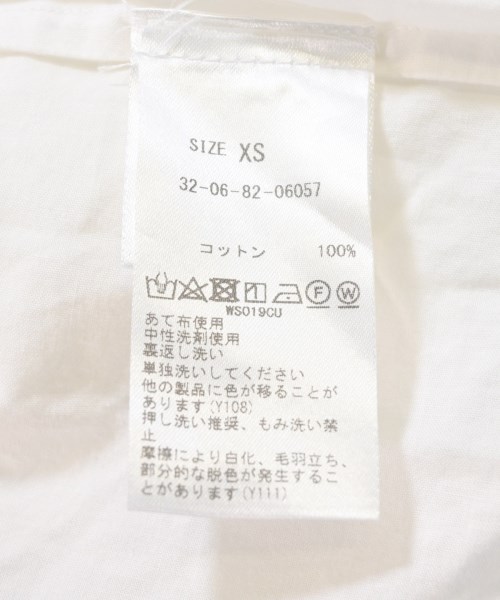 SIZE XS
32-06-82-06057
コットン 100%
WS019CU
あて布使用
中性洗剤使用
裏返し洗い
単独洗いしてください
他の製品に色が移ることが
あります(Y108)
押し洗い推奨、もみ洗い禁
止
摩擦により白化、毛羽立ち、
部分的な脱色が発生するこ
とがあります(Y111)